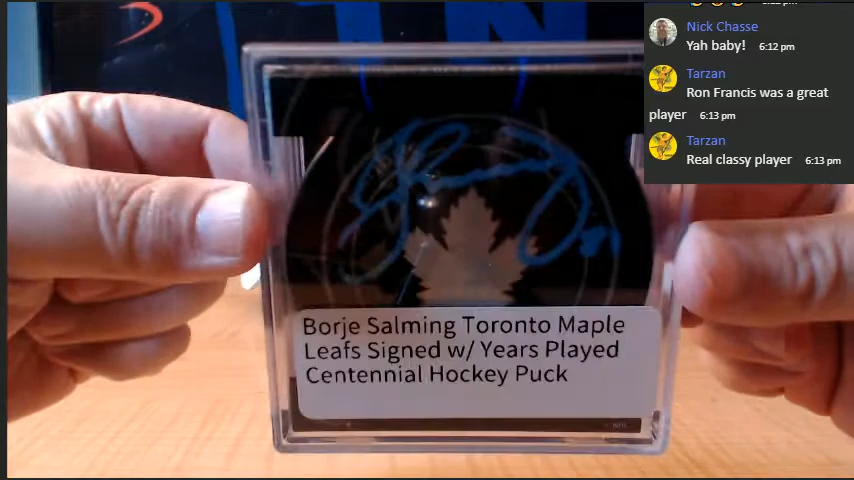 Nick Chasse
Yah baby! 6:12 pm
Tarzan
Ron Francis was a great
player 6:13 pm
Tarzan
Real classy player 6:13 pm
Borje Salming Toronto Maple
Leafs Signed w/ Years Played
Centennial Hockey Puck